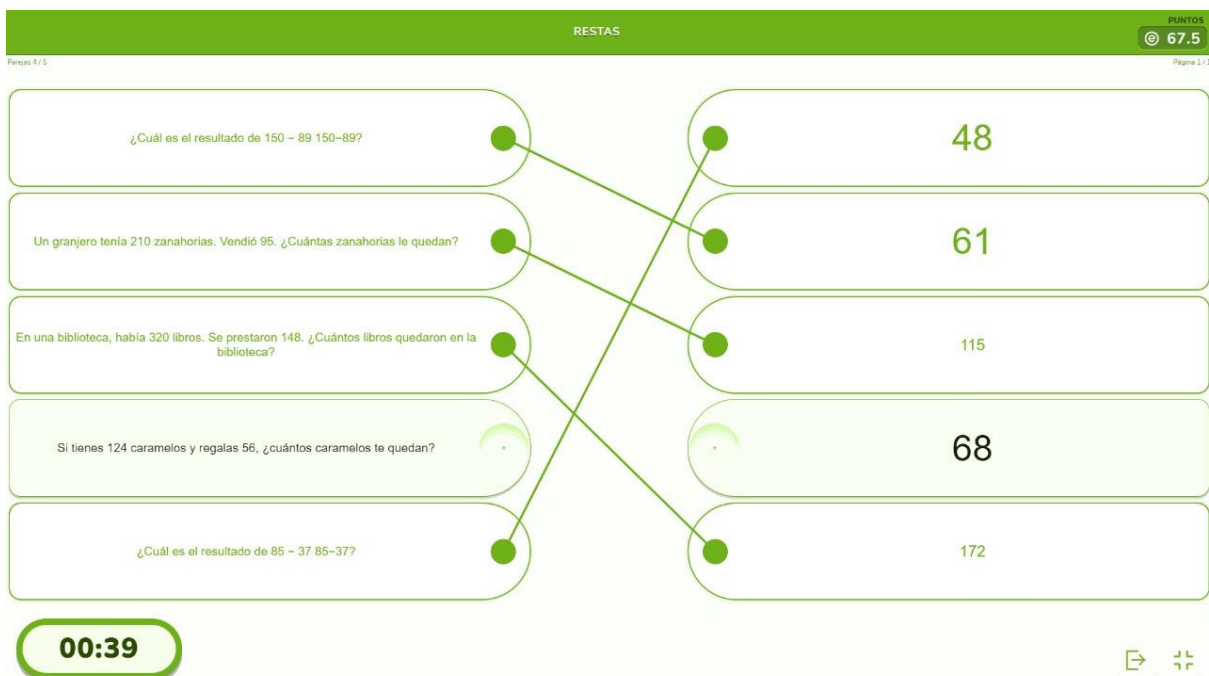 RESTAS
PUNTOS
67.5
Parejas 4 / 5
Página 1 / 1
¿Cuál es el resultado de 150 − 89 150−89?
48
Un granjero tenía 210 zanahorias. Vendió 95. ¿Cuántas zanahorias le quedan?
61
En una biblioteca, había 320 libros. Se prestaron 148. ¿Cuántos libros quedaron en la
biblioteca?
115
Si tienes 124 caramelos y regalas 56, ¿cuántos caramelos te quedan?
68
¿Cuál es el resultado de 85 − 37 85−37?
172
00:39